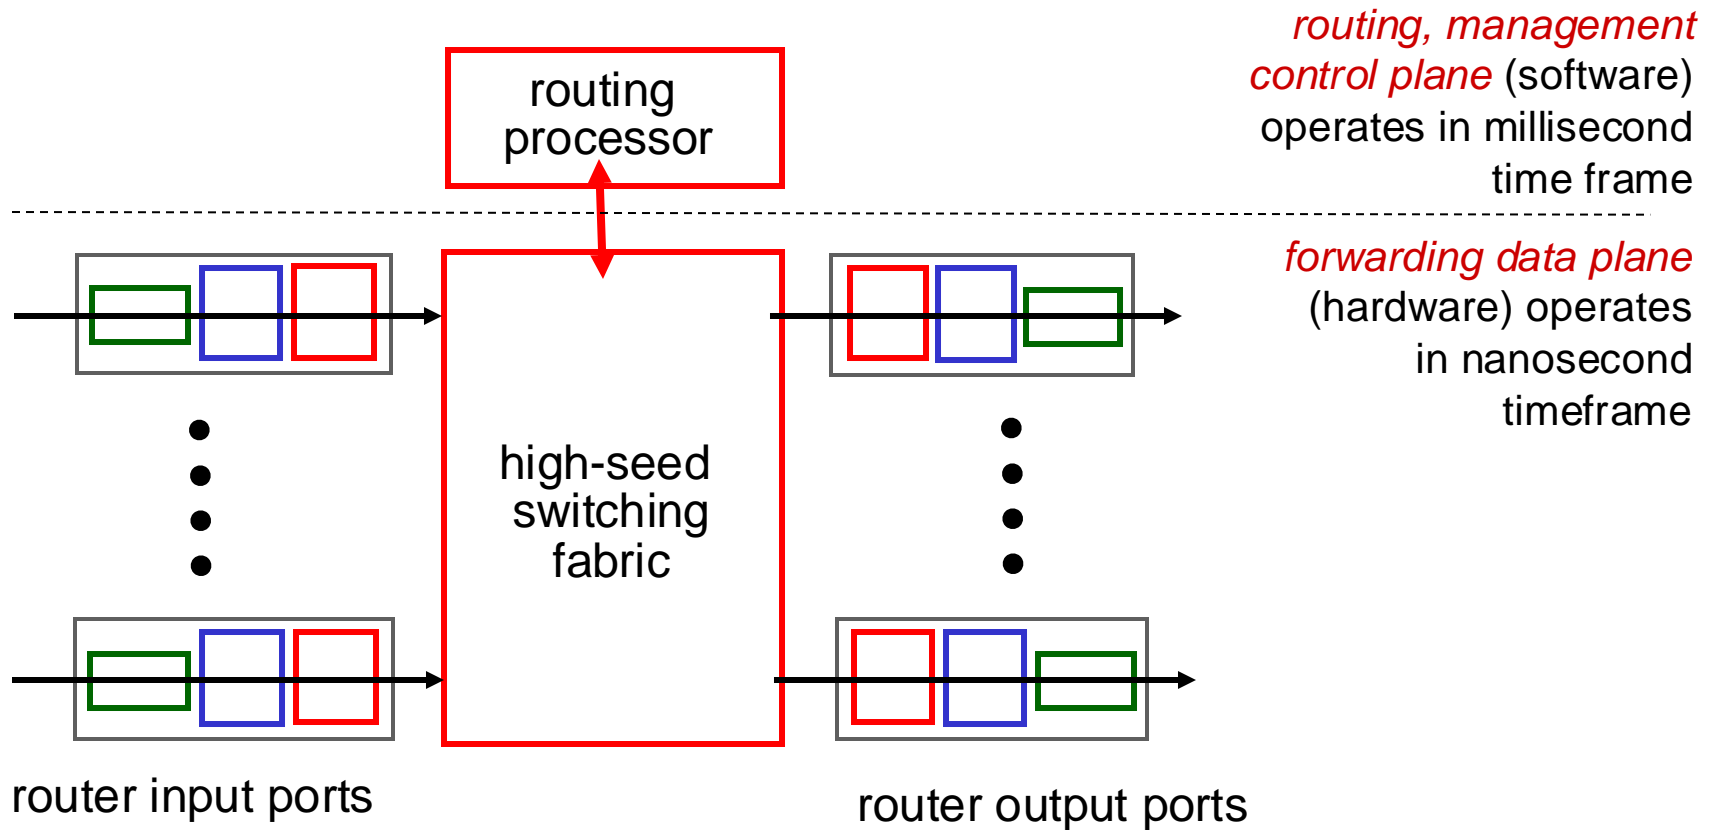 routing, management
control plane (software)
operates in millisecond
time frame
routing
processor
forwarding data plane
(hardware) operates
in nanosecond
timeframe
high-seed
switching
fabric
router input ports
router output ports